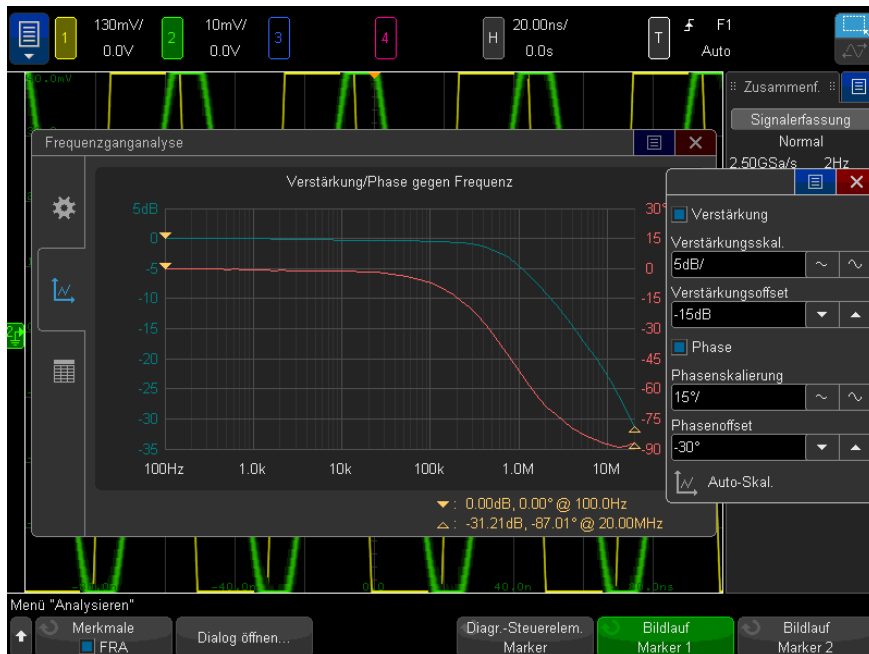 1 130mV/ 0.0V 2 10mV/ 0.0V 3 4 H 20.00ns/ 0.0s T F1 Auto
Zusammenf.
Signalerfassung
Normal
2.50GSa/s 2Hz
Frequenzganganalyse
Verstärkung/Phase gegen Frequenz
5dB 30°
0 15
-5 0
-10 -15
-15 -30
-20 -45
-25 -60
-30 -75
-35 -90
100Hz 1.0k 10k 100k 1.0M 10M
: 0.00dB, 0.00° @ 100.0Hz
: -31.21dB, -87.01° @ 20.00MHz
Verstärkung
Verstärkungsskal.
5dB/
Verstärkungsoffset
-15dB
Phase
Phasenskalierung
15°/
Phasenoffset
-30°
Auto-Skal.
-40.0n 0.0 40.0n
Menü "Analysieren"
Merkmale
FRA
Dialog öffnen...
Diagr.-Steuerelem.
Marker
Bildlauf
Marker 1
Bildlauf
Marker 2